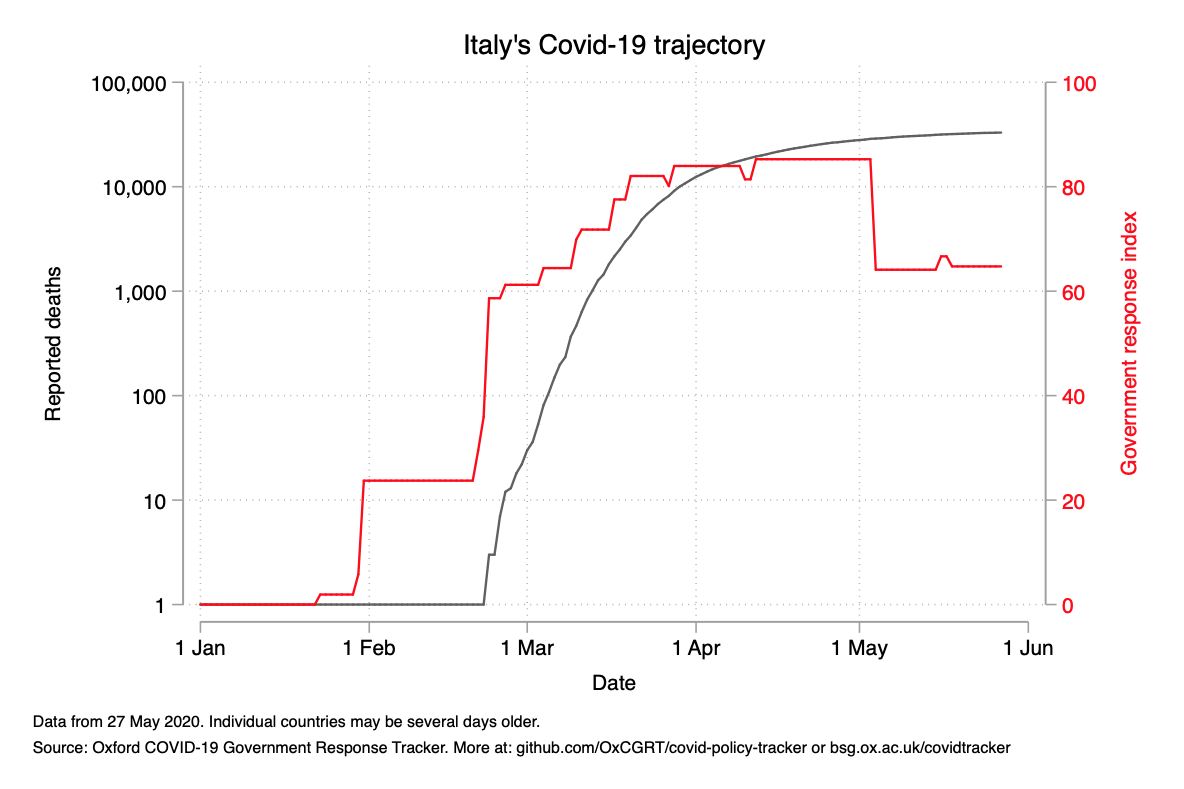 Italy's Covid-19 trajectory
100,000
10,000
1,000
100
10
1
Reported deaths
100
80
60
40
20
0
Government response index
1 Jan
1 Feb
1 Mar
1 Apr
1 May
1 Jun
Date
Data from 27 May 2020. Individual countries may be several days older.
Source: Oxford COVID-19 Government Response Tracker. More at: github.com/OxCGRT/covid-policy-tracker or bsg.ox.ac.uk/covidtracker